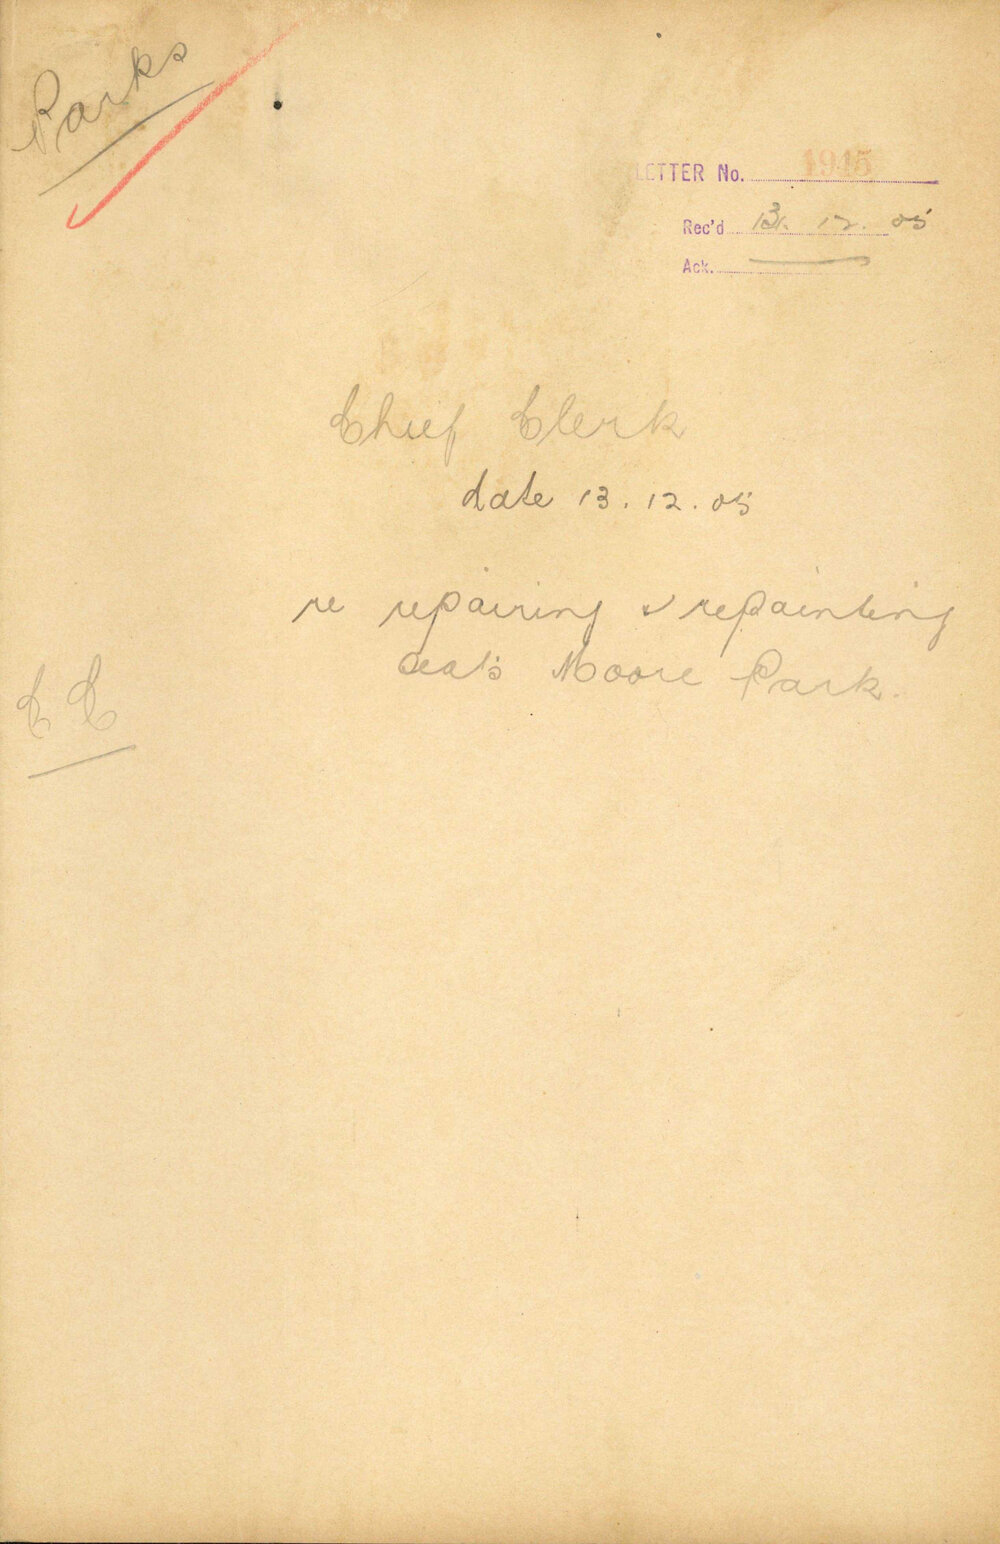 Parks
LETTER No. 1945
Rec'd 13. 12. 05
Ack.
Chief Clerk
date 13. 12. 05
re repairing & repainting
seats Moore Park.
C C